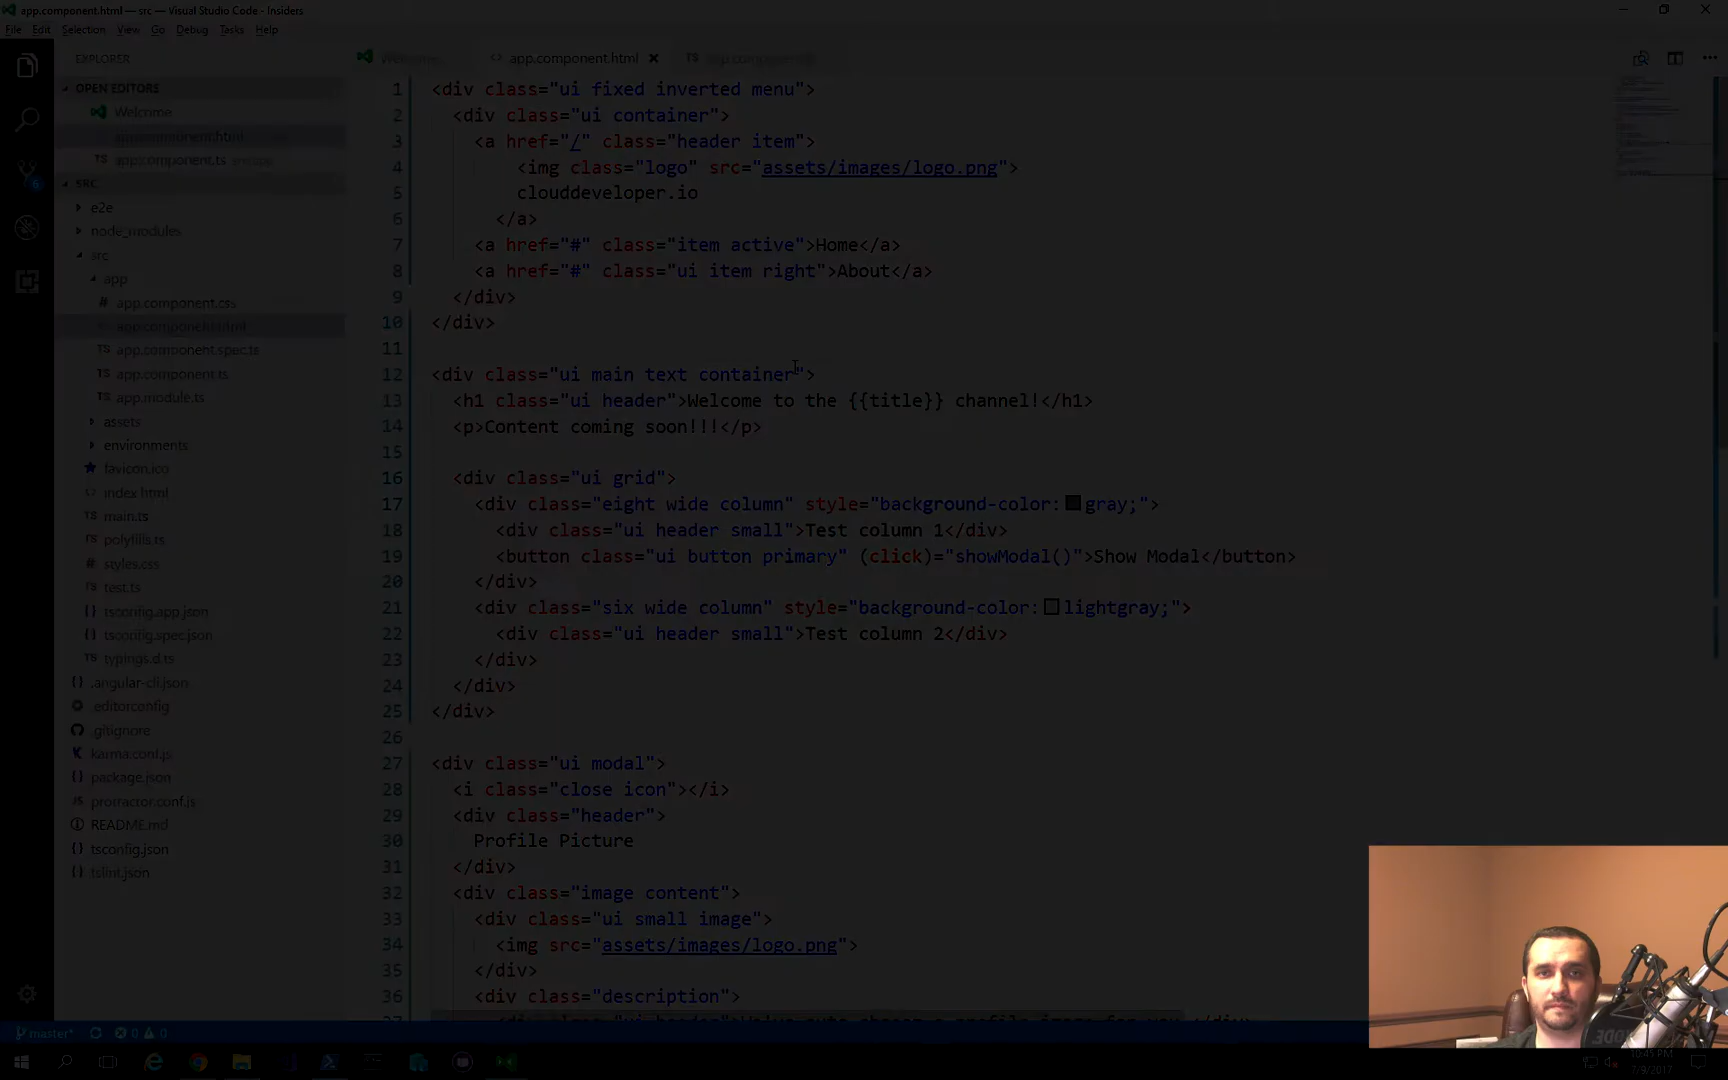 app.component.html — src — Visual Studio Code - Insiders
File Edit Selection View Go Debug Tasks Help
EXPLORER
Welcome
app.component.html
OPEN EDITORS
Welcome
app.component.html
app.component.ts
SRC
e2e
node_modules
src
app
app.component.css
app.component.html
app.component.spec.ts
app.component.ts
app.module.ts
assets
environments
favicon.ico
index.html
main.ts
polyfills.ts
styles.css
test.ts
tsconfig.app.json
tsconfig.spec.json
typings.d.ts
.angular-cli.json
.editorconfig
.gitignore
karma.conf.js
package.json
protractor.conf.js
README.md
tsconfig.json
tslint.json
1 <div class="ui fixed inverted menu">
2 <div class="ui container">
3 <a href="/" class="header item">
4 <img class="logo" src="assets/images/logo.png">
5 clouddeveloper.io
6 </a>
7 <a href="#" class="item active">Home</a>
8 <a href="#" class="ui item right">About</a>
9 </div>
10 </div>
11
12 <div class="ui main text container">
13 <h1 class="ui header">Welcome to the {{title}} channel!</h1>
14 <p>Content coming soon!!!</p>
15
16 <div class="ui grid">
17 <div class="eight wide column" style="background-color:gray;">
18 <div class="ui header small">Test column 1</div>
19 <button class="ui button primary" (click)="showModal()">Show Modal</button>
20 </div>
21 <div class="six wide column" style="background-color:lightgray;">
22 <div class="ui header small">Test column 2</div>
23 </div>
24 </div>
25 </div>
26
27 <div class="ui modal">
28 <i class="close icon"></i>
29 <div class="header">
30 Profile Picture
31 </div>
32 <div class="image content">
33 <div class="ui small image">
34 <img src="assets/images/logo.png">
35 </div>
36 <div class="description">
master* 0 0
10:45 PM
7/9/2017